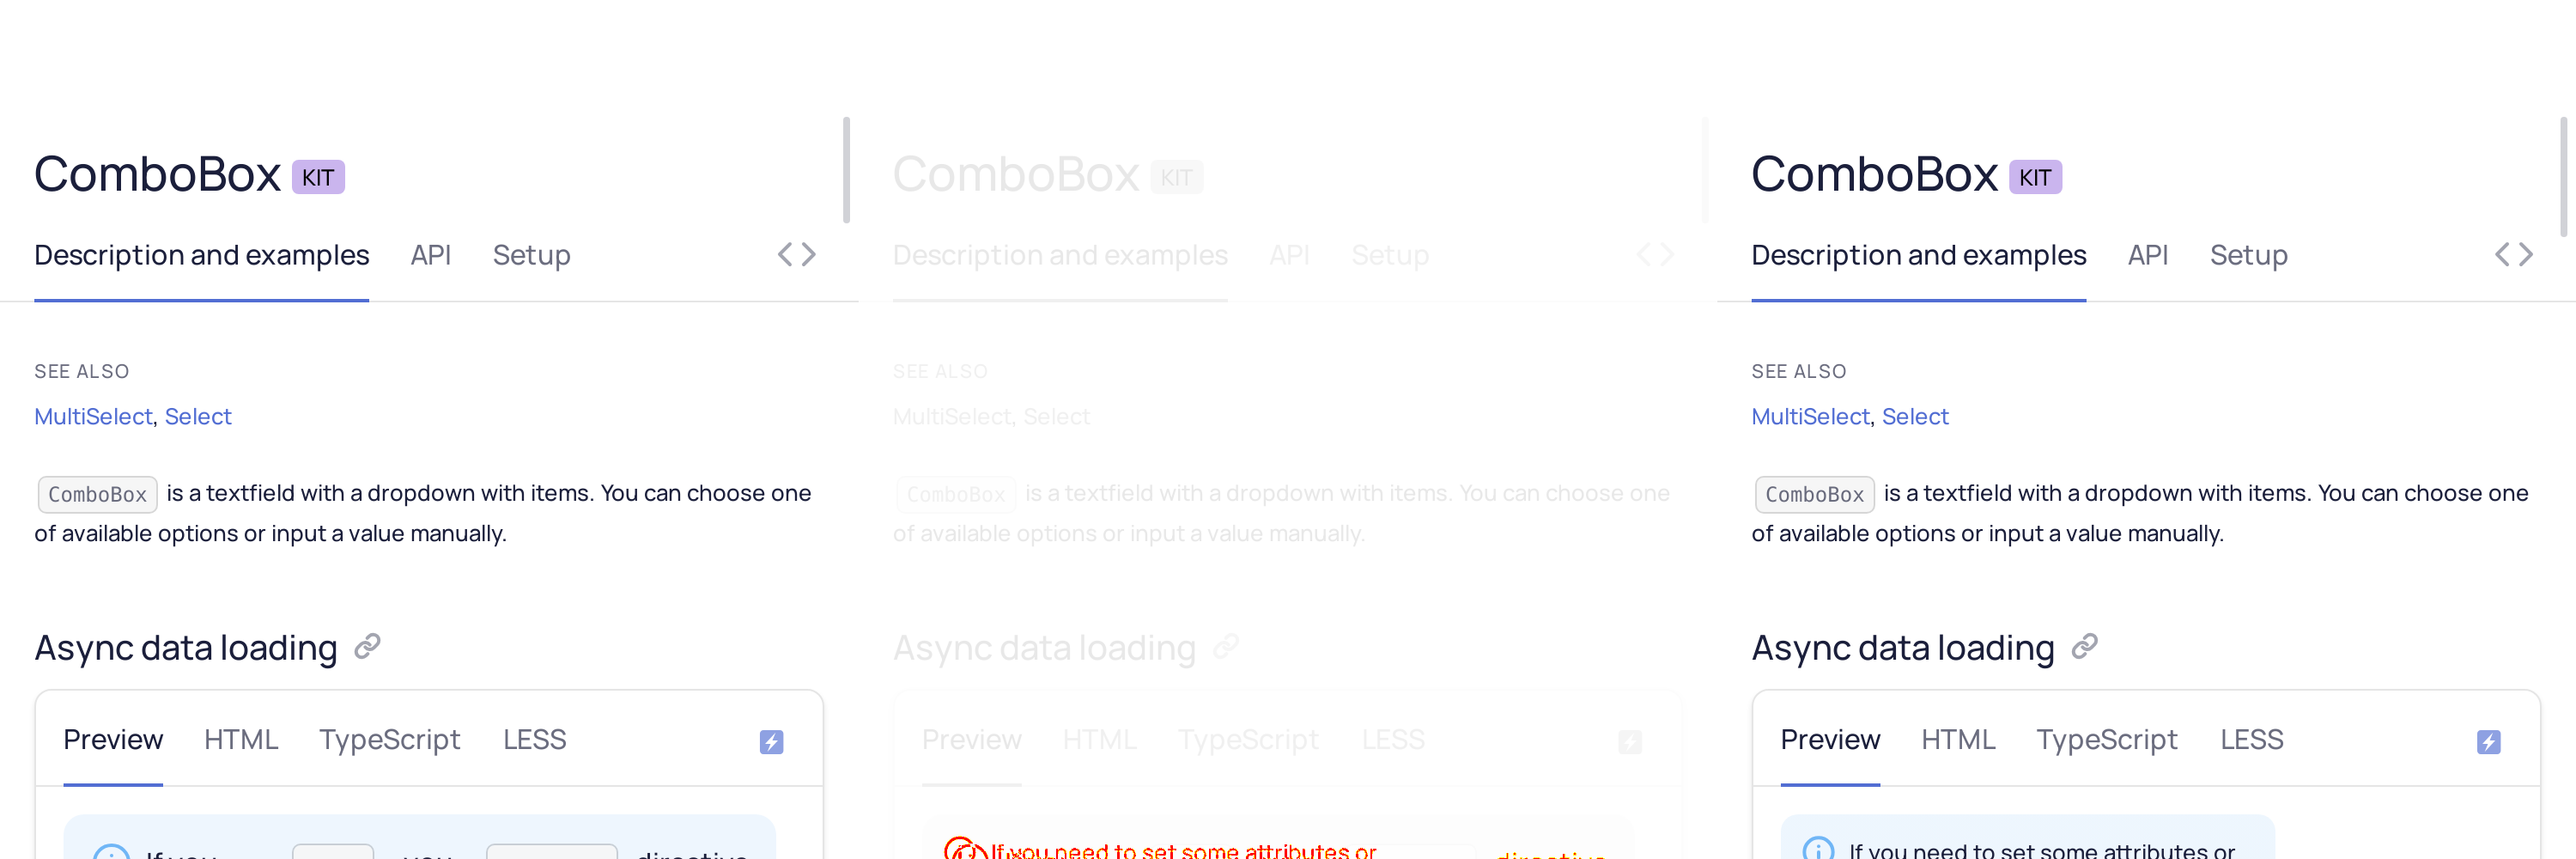 ComboBox KIT
Description and examples API Setup
SEE ALSO
MultiSelect, Select
ComboBox is a textfield with a dropdown with items. You can choose one
of available options or input a value manually.
Async data loading
Preview HTML TypeScript LESS
If you you directive
ComboBox KIT
Description and examples API Setup
SEE ALSO
MultiSelect, Select
ComboBox is a textfield with a dropdown with items. You can choose one
of available options or input a value manually.
Async data loading
Preview HTML TypeScript LESS
If you need to set some attributes or
directive
ComboBox KIT
Description and examples API Setup
SEE ALSO
MultiSelect, Select
ComboBox is a textfield with a dropdown with items. You can choose one
of available options or input a value manually.
Async data loading
Preview HTML TypeScript LESS
If you need to set some attributes or